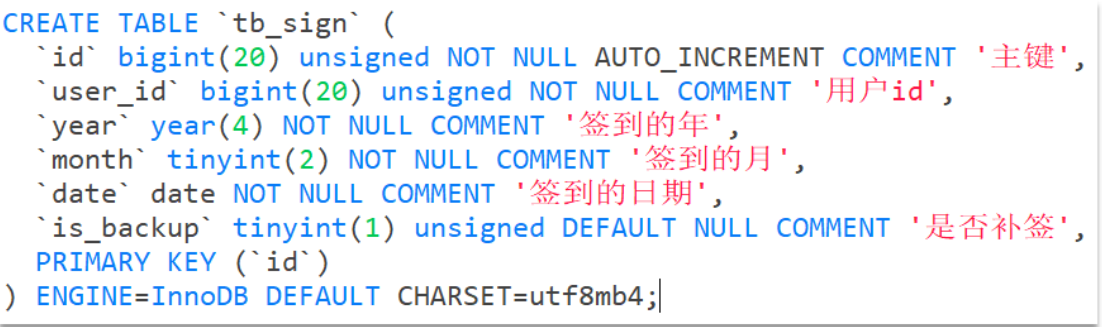 CREATE TABLE `tb_sign` (
  `id` bigint(20) unsigned NOT NULL AUTO_INCREMENT COMMENT '主键',
  `user_id` bigint(20) unsigned NOT NULL COMMENT '用户id',
  `year` year(4) NOT NULL COMMENT '签到的年',
  `month` tinyint(2) NOT NULL COMMENT '签到的月',
  `date` date NOT NULL COMMENT '签到的日期',
  `is_backup` tinyint(1) unsigned DEFAULT NULL COMMENT '是否补签',
  PRIMARY KEY (`id`)
) ENGINE=InnoDB DEFAULT CHARSET=utf8mb4;